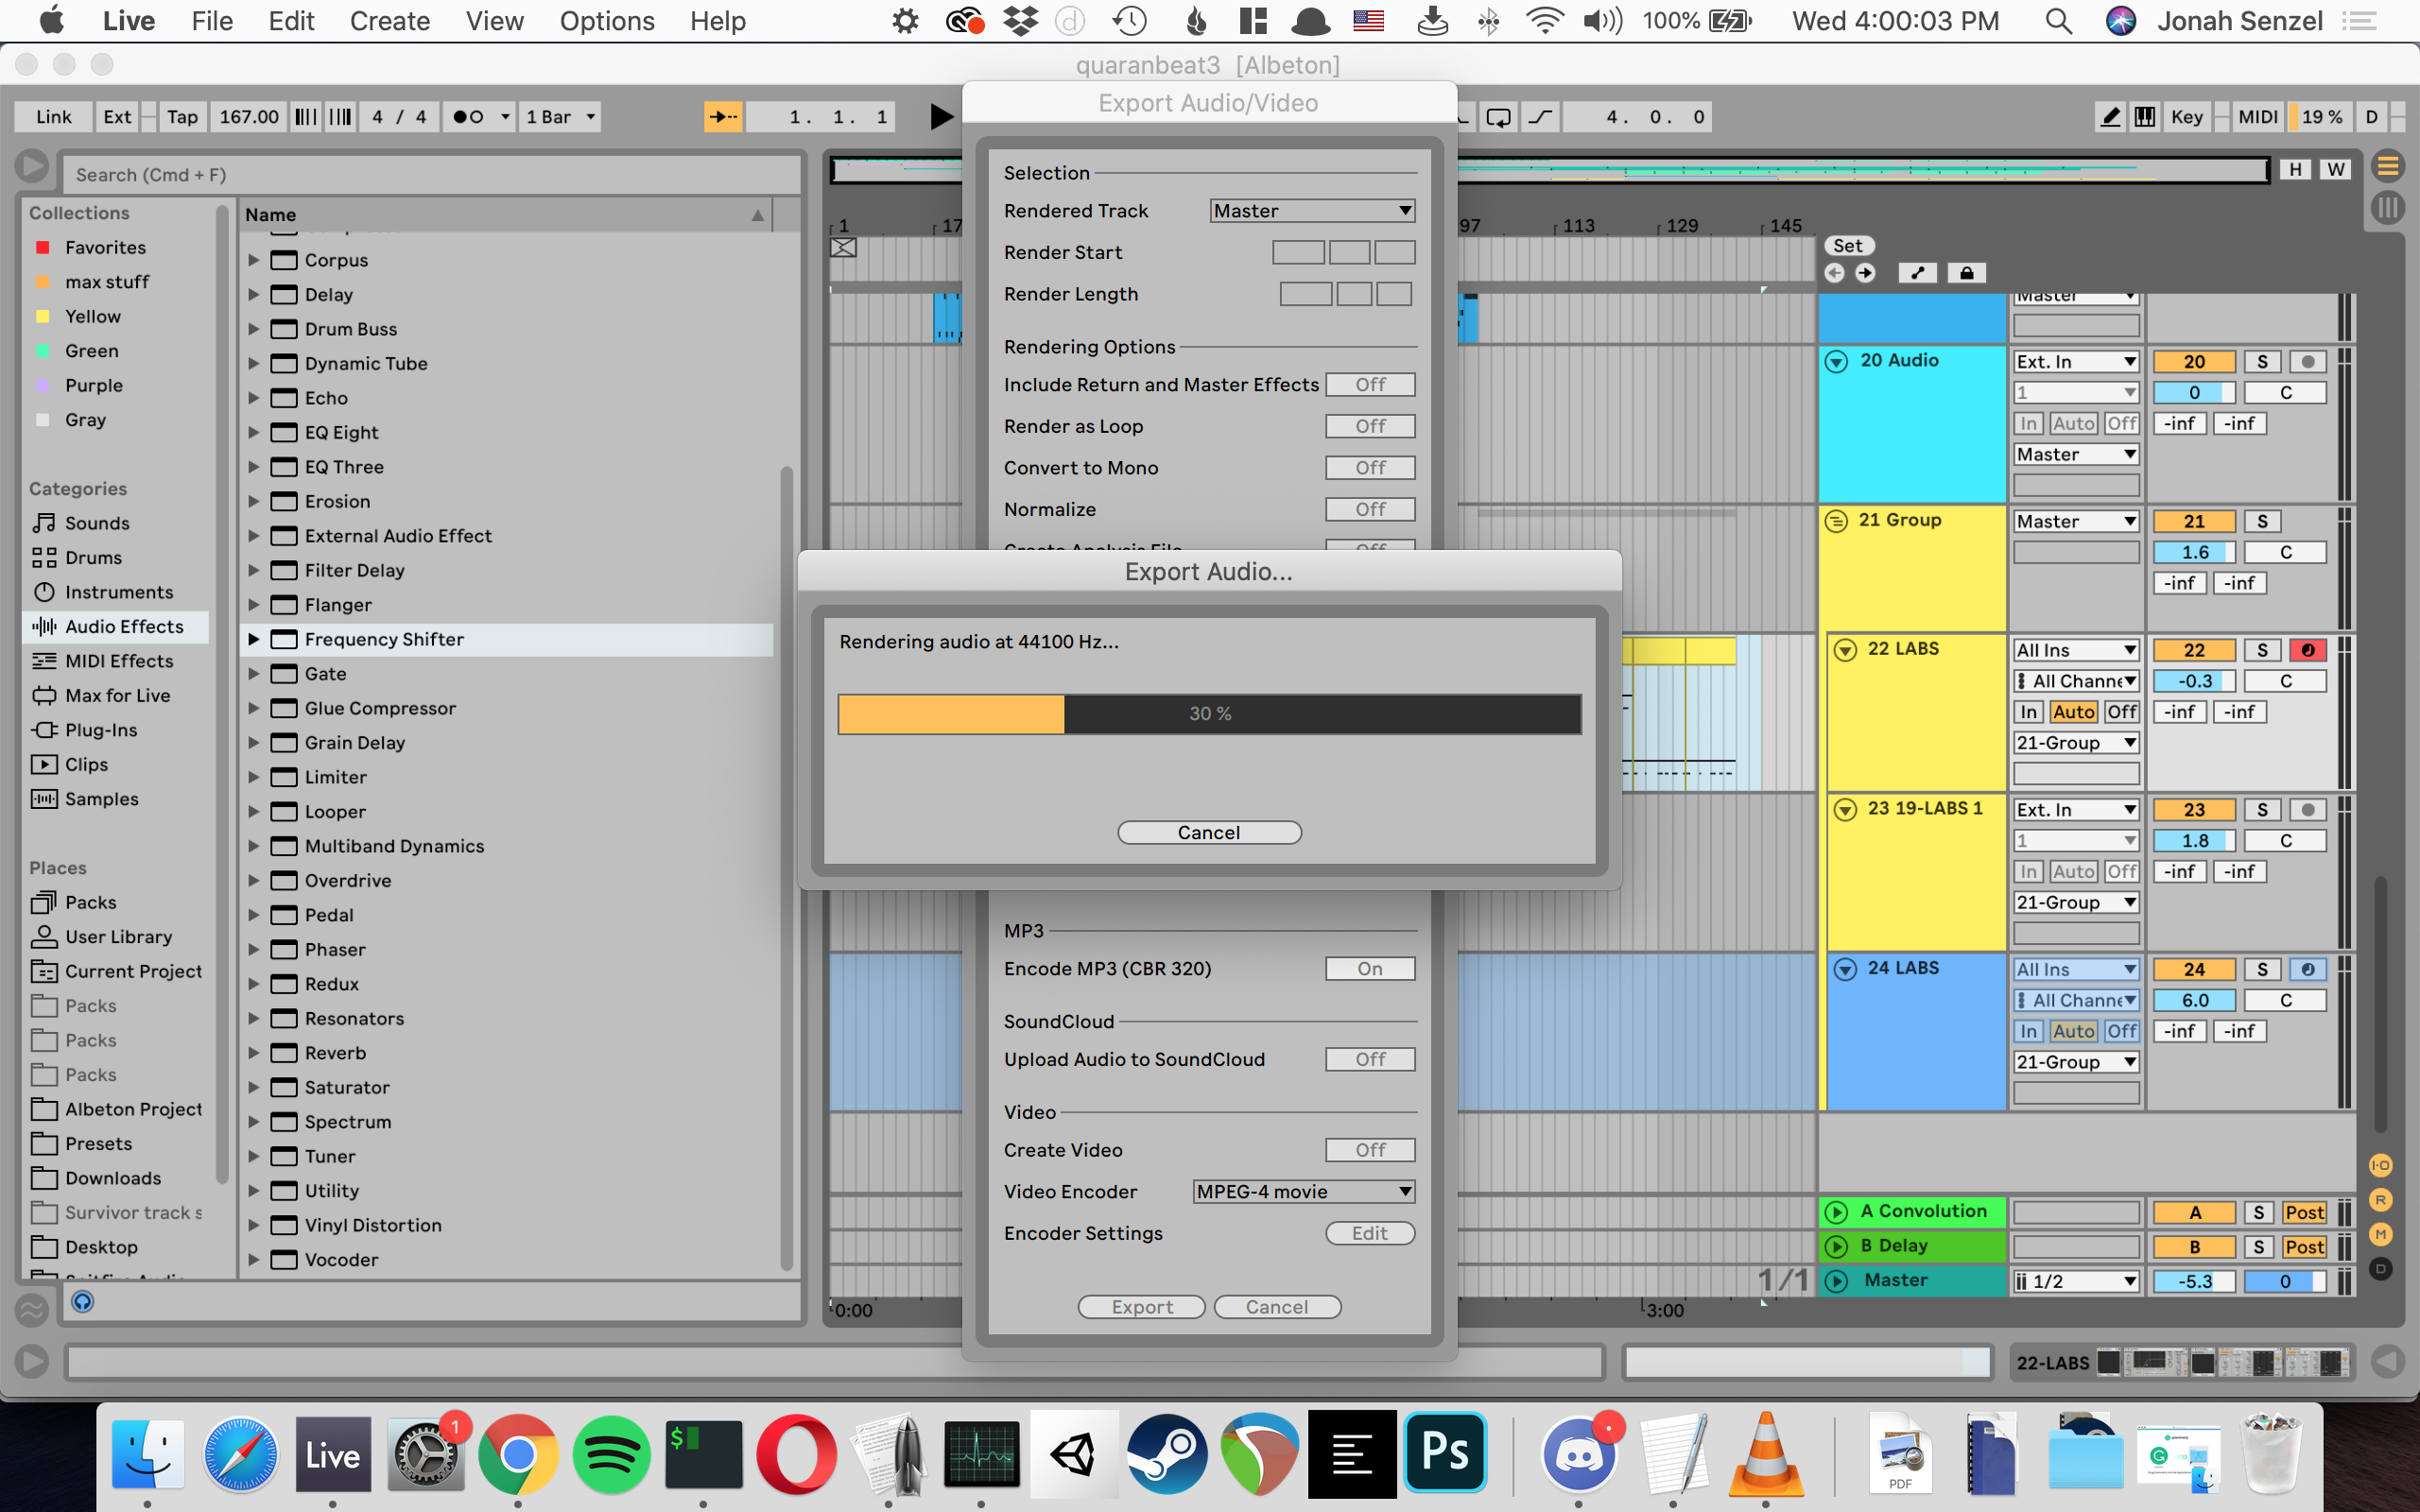 Live File Edit Create View Options Help 100% Wed 4:00:03 PM Jonah Senzel
quaranbeat3 [Albeton]
Link Ext Tap 167.00 4 / 4 1 Bar 1. 1. 1 4. 0. 0 Key MIDI 19 % D
Search (Cmd + F)
H W
Collections
Favorites
max stuff
Yellow
Green
Purple
Gray
Categories
Sounds
Drums
Instruments
Audio Effects
MIDI Effects
Max for Live
Plug-Ins
Clips
Samples
Places
Packs
User Library
Current Project
Packs
Packs
Packs
Albeton Project
Presets
Downloads
Survivor track s
Desktop
Name
Corpus
Delay
Drum Buss
Dynamic Tube
Echo
EQ Eight
EQ Three
Erosion
External Audio Effect
Filter Delay
Flanger
Frequency Shifter
Gate
Glue Compressor
Grain Delay
Limiter
Looper
Multiband Dynamics
Overdrive
Pedal
Phaser
Redux
Resonators
Reverb
Saturator
Spectrum
Tuner
Utility
Vinyl Distortion
Vocoder
Export Audio/Video
Selection
Rendered Track Master
Render Start
Render Length
Rendering Options
Include Return and Master Effects Off
Render as Loop Off
Convert to Mono Off
Normalize Off
Create Analysis File Off
Export Audio...
Rendering audio at 44100 Hz...
30 %
Cancel
MP3
Encode MP3 (CBR 320) On
SoundCloud
Upload Audio to SoundCloud Off
Video
Create Video Off
Video Encoder MPEG-4 movie
Encoder Settings Edit
Export Cancel
1 17 97 113 129 145
Set
Master
20 Audio Ext. In 20 S
1 0 C
In Auto Off -inf -inf
Master
21 Group Master 21 S
1.6 C
-inf -inf
22 LABS All Ins 22 S
All Channe -0.3 C
In Auto Off -inf -inf
21-Group
23 19-LABS 1 Ext. In 23 S
1 1.8 C
In Auto Off -inf -inf
21-Group
24 LABS All Ins 24 S
All Channe 6.0 C
In Auto Off -inf -inf
21-Group
A Convolution A S Post
B Delay B S Post
1/1 Master 1/2 -5.3 0
I·O
R
M
D
0:00 3:00
22-LABS
1
Live
$
Ps
PDF